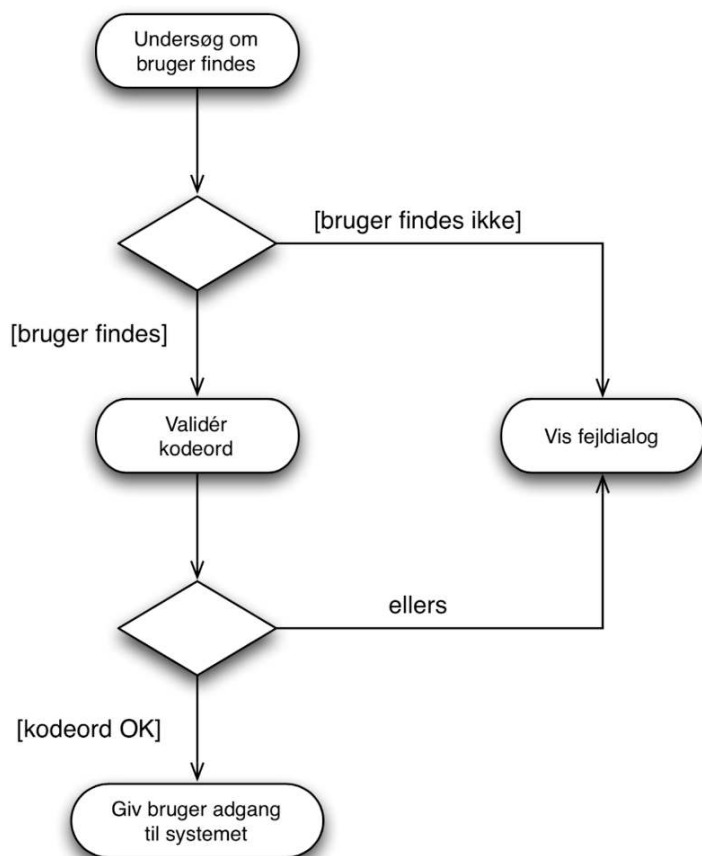 Undersøg om
bruger findes
[bruger findes ikke]
[bruger findes]
Validér
kodeord
Vis fejldialog
ellers
[kodeord OK]
Giv bruger adgang
til systemet